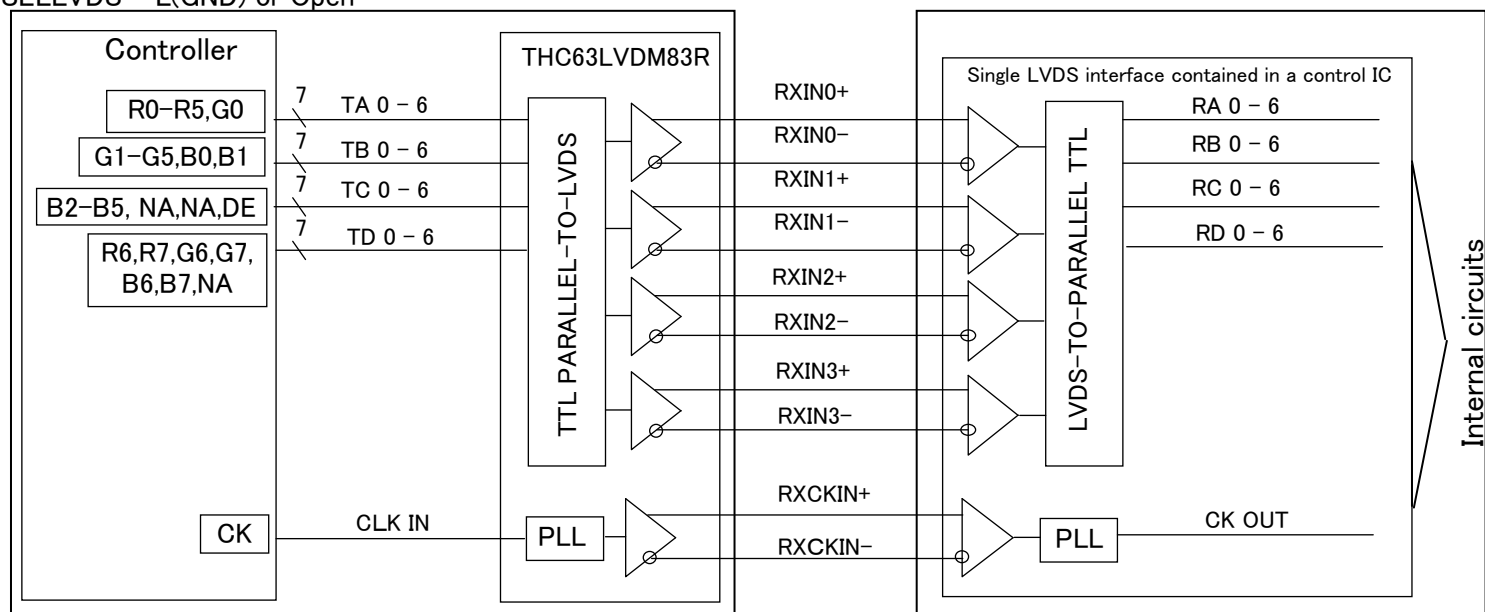 Controller
THC63LVDM83R
Single LVDS interface contained in a control IC
R0-R5,G0
7
TA 0 - 6
RXIN0+
RA 0 - 6
G1-G5,B0,B1
7
TB 0 - 6
RXIN0-
RB 0 - 6
B2-B5, NA,NA,DE
7
TC 0 - 6
RXIN1+
RC 0 - 6
R6,R7,G6,G7,
B6,B7,NA
7
TD 0 - 6
RXIN1-
RD 0 - 6
TTL PARALLEL-TO-LVDS
RXIN2+
RXIN2-
RXIN3+
RXIN3-
LVDS-TO-PARALLEL TTL
Internal circuits
CK
CLK IN
PLL
RXCKIN+
RXCKIN-
PLL
CK OUT